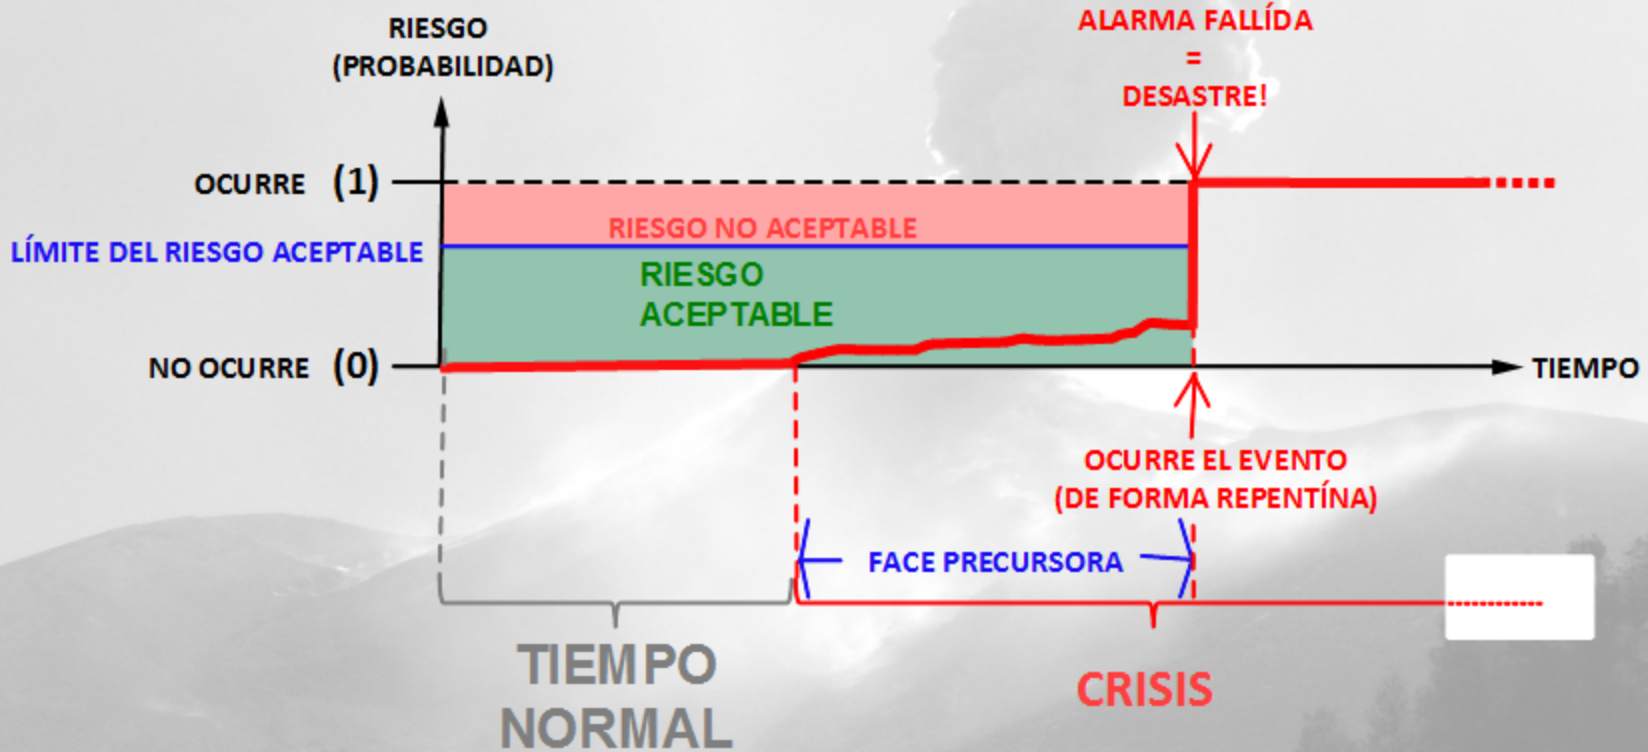 RIESGO
(PROBABILIDAD)
ALARMA FALLÍDA
=
DESASTRE!
OCURRE (1)
RIESGO NO ACEPTABLE
LÍMITE DEL RIESGO ACEPTABLE
RIESGO
ACEPTABLE
NO OCURRE (0)
TIEMPO
OCURRE EL EVENTO
(DE FORMA REPENTÍNA)
FACE PRECURSORA
TIEMPO
NORMAL
CRISIS